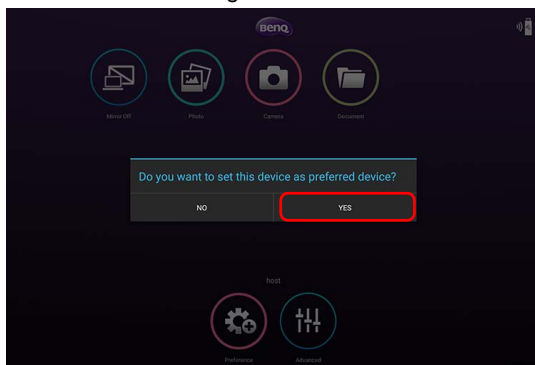 BenQ
Mirror Off Photo Camera Document
Do you want to set this device as preferred device?
NO YES
host
Preference Advanced